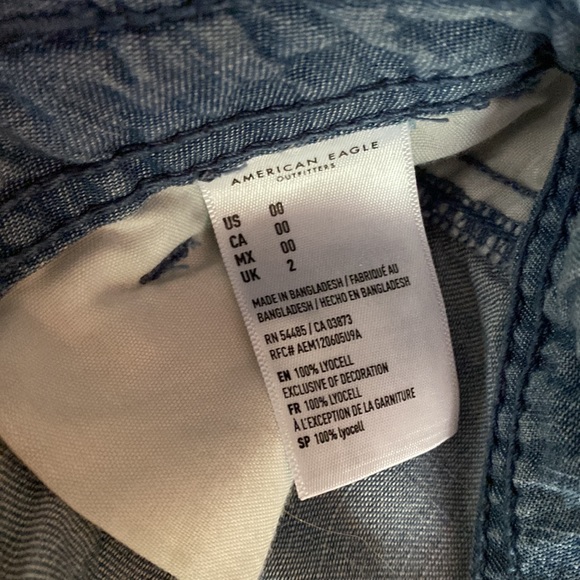 AMERICAN EAGLE
OUTFITTERS
US 00
CA 00
MX 00
UK 2
MADE IN BANGLADESH / FABRIQUÉ AU
BANGLADESH / HECHO EN BANGLADESH
RN 54485 / CA 03873
RFC# AEM120605U9A
EN 100% LYOCELL
EXCLUSIVE OF DECORATION
FR 100% LYOCELL
À L'EXCEPTION DE LA GARNITURE
SP 100% lyocell